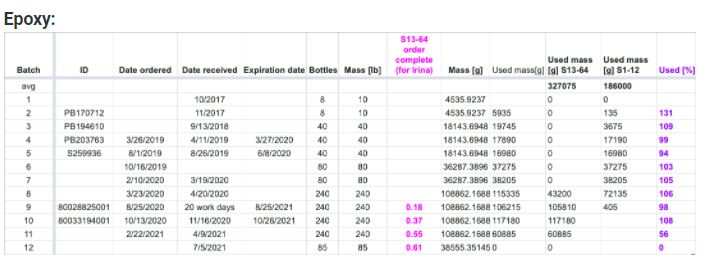 Epoxy:
S13-64
order
complete
(for Irina)
Used mass Used mass
Batch ID Date ordered Date received Expiration date Bottles Mass [lb] Mass [g] Used mass[g] [g] S13-64 [g] S1-12 Used [%]
avg 327075 186000
1 10/2017 8 10 4535.9237 0 0
2 PB170712 11/2017 8 10 4535.9237 5935 0 135 131
3 PB194610 9/13/2018 40 40 18143.6948 19745 0 3675 109
4 PB203763 3/26/2019 4/11/2019 3/27/2020 40 40 18143.6948 17890 0 17190 99
5 S259936 8/1/2019 8/26/2019 6/8/2020 40 40 18143.6948 16980 0 16980 94
6 10/16/2019 80 80 36287.3896 37275 0 37275 103
7 2/10/2020 3/19/2020 80 80 36287.3896 38205 0 38205 105
8 3/23/2020 4/20/2020 240 240 108862.1688 115335 43200 72135 106
9 80028825001 8/25/2020 20 work days 8/25/2021 240 240 0.18 108862.1688 106215 105810 405 98
10 80033194001 10/13/2020 11/16/2020 10/26/2021 240 240 0.37 108862.1688 117180 117180 108
11 2/22/2021 4/9/2021 240 240 0.55 108862.1688 60885 60885 56
12 7/5/2021 85 85 0.61 38555.35145 0 0 0